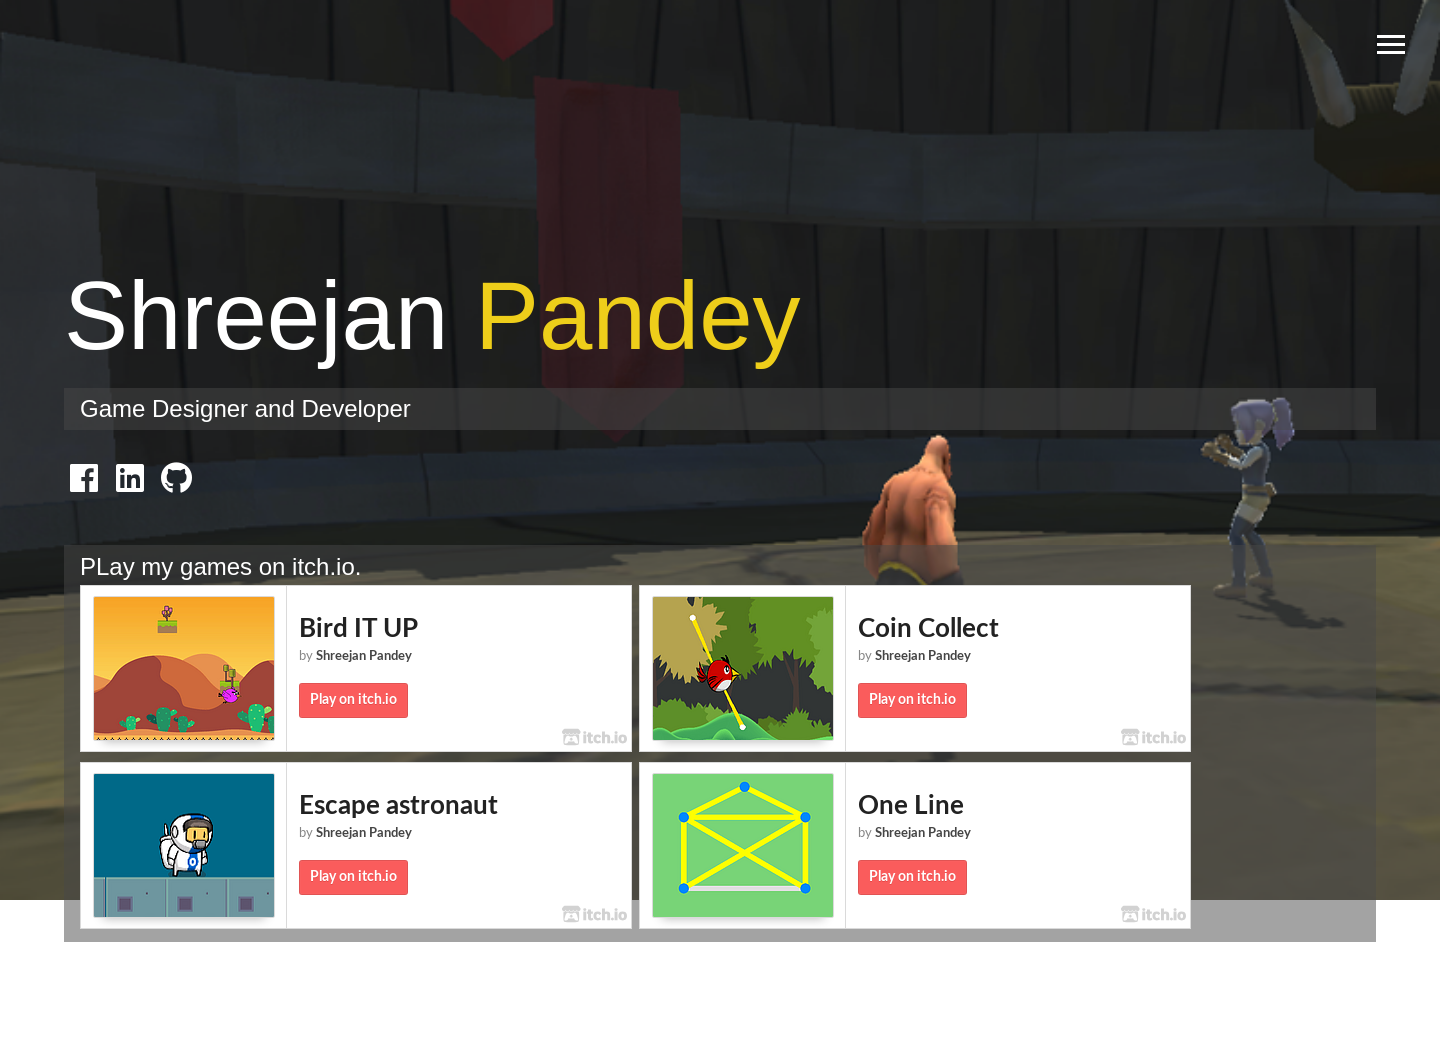 Shreejan Pandey
Game Designer and Developer
PLay my games on itch.io.
Bird IT UP
by Shreejan Pandey
Play on itch.io
itch.io
Coin Collect
by Shreejan Pandey
Play on itch.io
itch.io
Escape astronaut
by Shreejan Pandey
Play on itch.io
itch.io
One Line
by Shreejan Pandey
Play on itch.io
itch.io